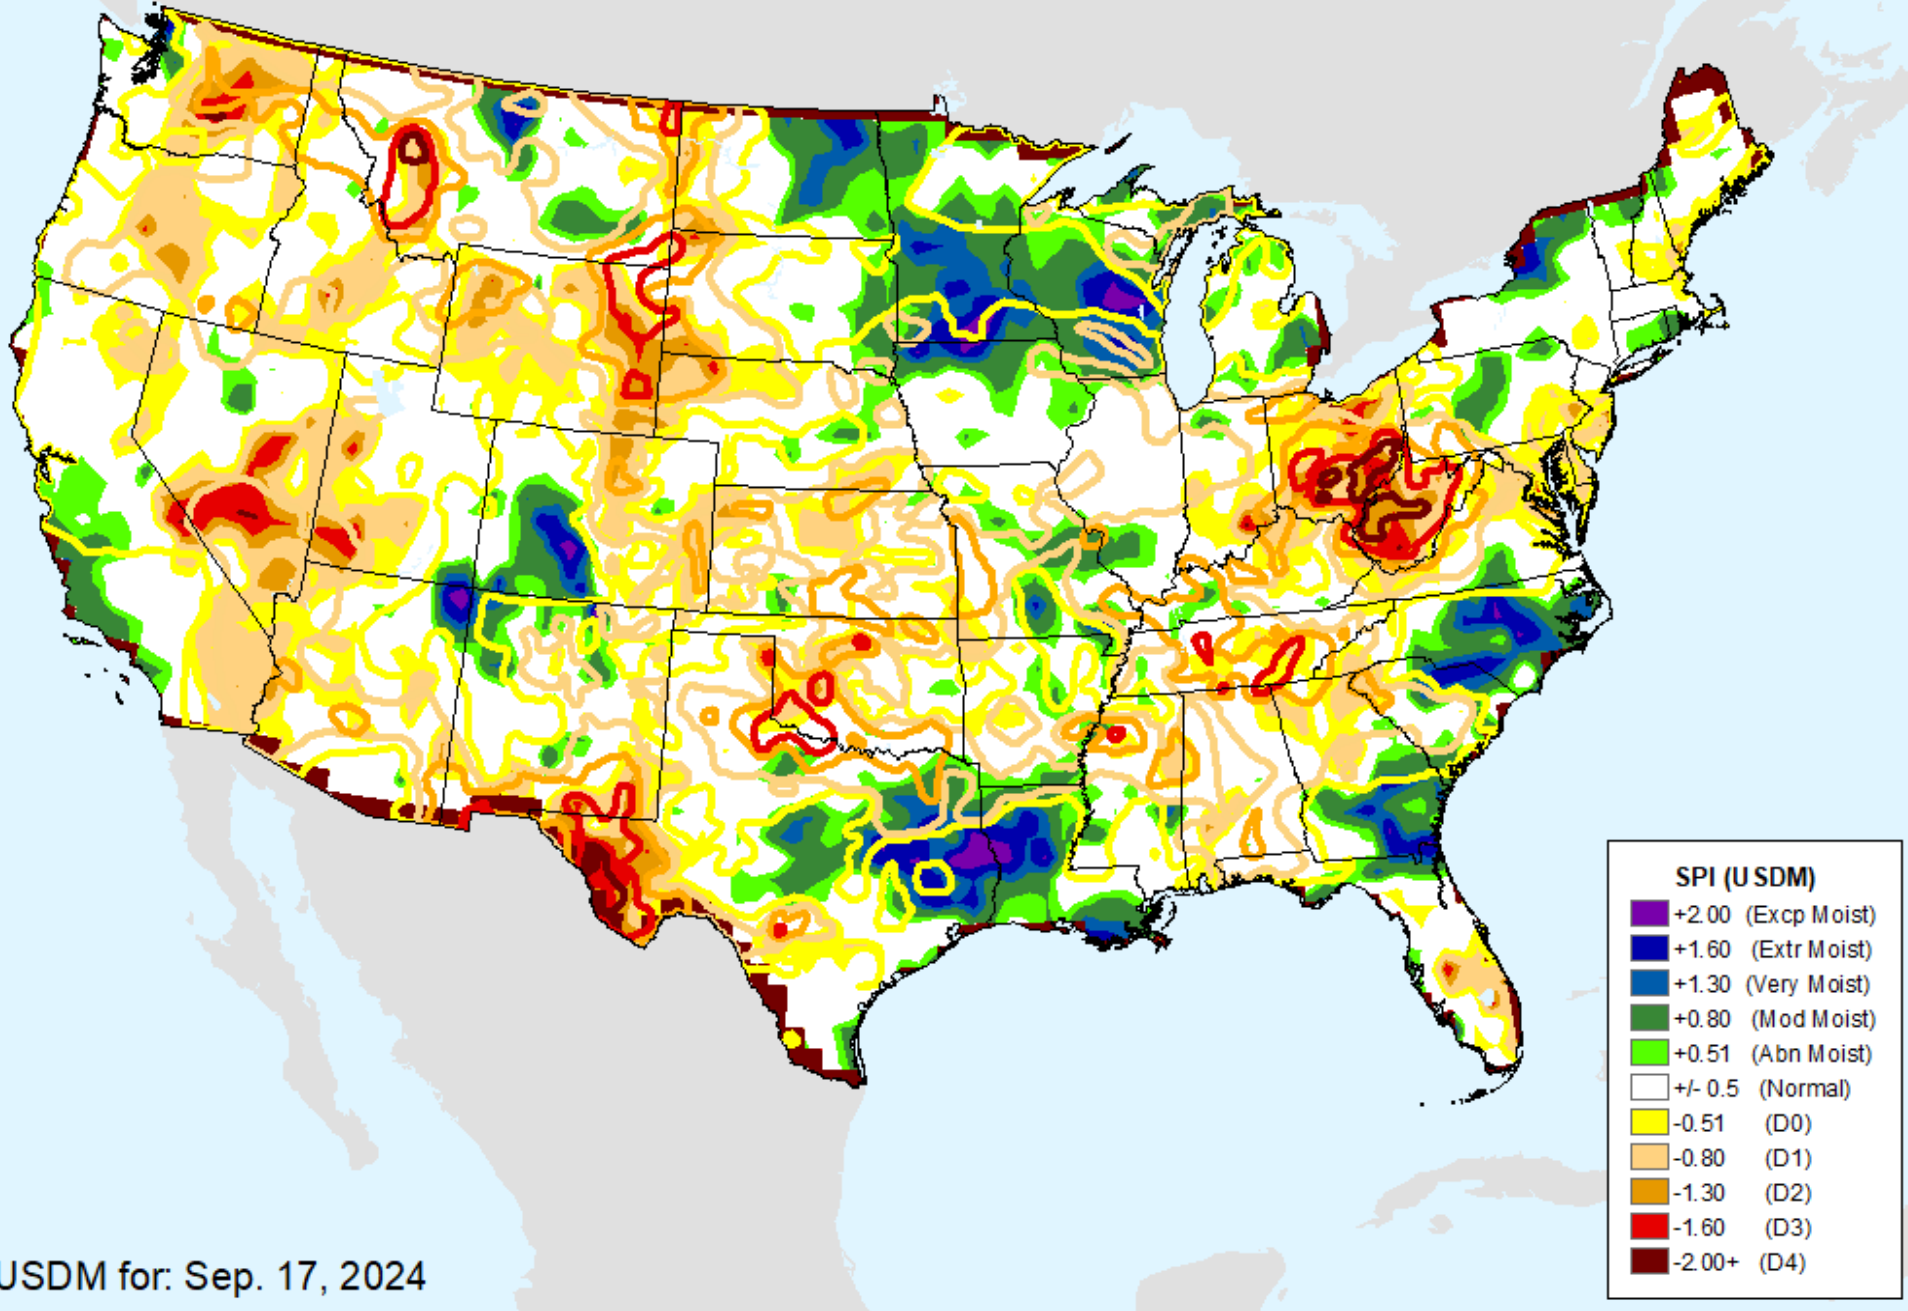 SPI (USDM)
+2.00 (Excp Moist)
+1.60 (Extr Moist)
+1.30 (Very Moist)
+0.80 (Mod Moist)
+0.51 (Abn Moist)
+/- 0.5 (Normal)
-0.51 (D0)
-0.80 (D1)
-1.30 (D2)
-1.60 (D3)
-2.00+ (D4)
USDM for: Sep. 17, 2024